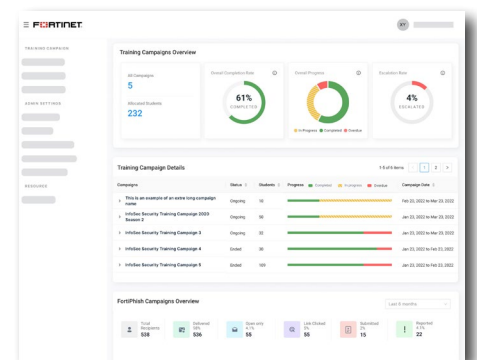 FORTINET
XY
TRAINING CAMPAIGN
ADMIN SETTINGS
RESOURCES
Training Campaigns Overview
All Campaigns
5
Allocated Students
232
Overall Completion Rate
61%
COMPLETED
Overall Progress
In Progress Completed Overdue
Escalation Rate
4%
ESCALATED
Training Campaign Details
1-5 of 6 items
1
2
Campaigns Status Students Progress Completed In Progress Overdue Campaign Date
This is an example of an extra long campaign
name
Ongoing
Feb 23, 2022 to Mar 23, 2022
InfoSec Security Training Campaign 2020
Season 2
Ongoing
Jan 23, 2022 to Mar 23, 2022
InfoSec Security Training Campaign 3 Ongoing Jan 23, 2022 to Mar 23, 2022
InfoSec Security Training Campaign 4 Ended Jan 23, 2022 to Feb 23, 2022
InfoSec Security Training Campaign 5 Ended Jan 23, 2022 to Feb 23, 2022
FortiPhish Campaigns Overview
Last 6 months
Total
Recipients
538
Delivered
536
Open only
55
Link Clicked
55
Submitted
15
Reported
22